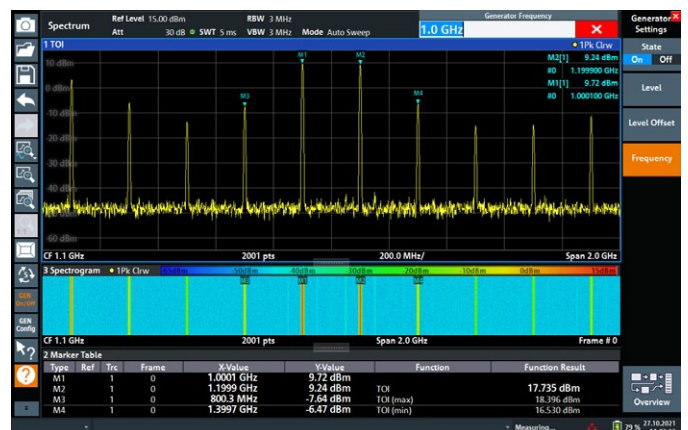 Spectrum
Ref Level 15.00 dBm
RBW 3 MHz
Att 30 dB
SWT 5 ms
VBW 3 MHz
Mode Auto Sweep
Generator Frequency
1.0 GHz
Generator
Settings
State
On Off
Level
Level Offset
Frequency
Overview
1 TOI
1Pk Clrw
M2[1] 9.24 dBm
#0 1.199900 GHz
M1[1] 9.72 dBm
#0 1.000100 GHz
M1
M2
M3
M4
10 dBm
0 dBm
-10 dBm
-20 dBm
-30 dBm
-40 dBm
-60 dBm
CF 1.1 GHz 2001 pts 200.0 MHz/ Span 2.0 GHz
3 Spectrogram 1Pk Clrw
-50dBm -40dBm -30dBm -20dBm -10dBm 0dBm 15dBm
M3 M1 M2 M4
CF 1.1 GHz 2001 pts Span 2.0 GHz Frame # 0
GEN
On/Off
GEN
Config
2 Marker Table
Type Ref Trc Frame X-Value Y-Value Function Function Result
M1 1 0 1.0001 GHz 9.72 dBm
M2 1 0 1.1999 GHz 9.24 dBm TOI 17.735 dBm
M3 1 0 800.3 MHz -7.64 dBm TOI (max) 18.396 dBm
M4 1 0 1.3997 GHz -6.47 dBm TOI (min) 16.530 dBm
Measuring...
79 %
27.10.2021